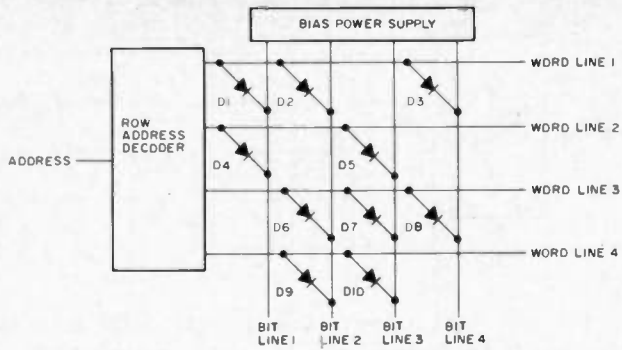 BIAS POWER SUPPLY
WORD LINE 1
D1
D2
D3
ROW
ADDRESS
DECODER
WORD LINE 2
ADDRESS
D4
D5
WORD LINE 3
D6
D7
D8
WORD LINE 4
D9
D10
BIT
LINE 1
BIT
LINE 2
BIT
LINE 3
BIT
LINE 4